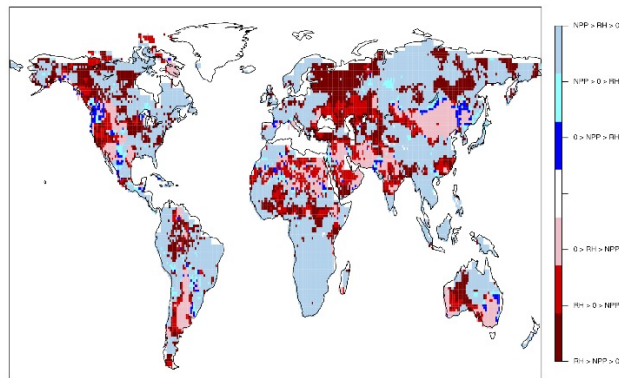 NPP > RH > 0
NPP > 0 > RH
0 > NPP > RH
0 > RH > NPP
RH > 0 > NPP
RH > NPP > 0